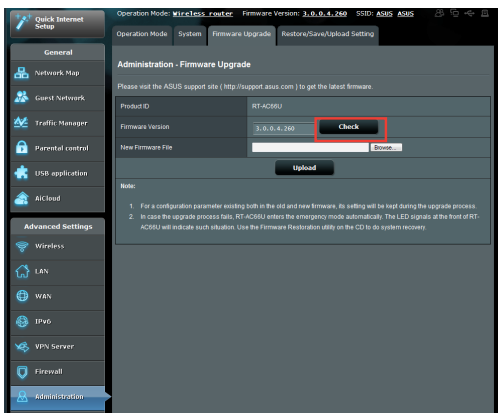 Quick Internet
Setup
Operation Mode: Wireless router Firmware Version: 3.0.0.4.260 SSID: ASUS ASUS
Operation Mode System Firmware Upgrade Restore/Save/Upload Setting
General
Network Map
Guest Network
Traffic Manager
Parental control
USB application
AiCloud
Advanced Settings
Wireless
LAN
WAN
IPv6
VPN Server
Firewall
Administration
Administration - Firmware Upgrade
Please visit the ASUS support site ( http://support.asus.com ) to get the latest firmware.
Product ID RT-AC66U
Firmware Version 3.0.0.4.260 Check
New Firmware File Browse...
Upload
Note:
1. For a configuration parameter existing both in the old and new firmware, its setting will be kept during the upgrade process.
2. In case the upgrade process fails, RT-AC66U enters the emergency mode automatically. The LED signals at the front of RT-
AC66U will indicate such situation. Use the Firmware Restoration utility on the CD to do system recovery.